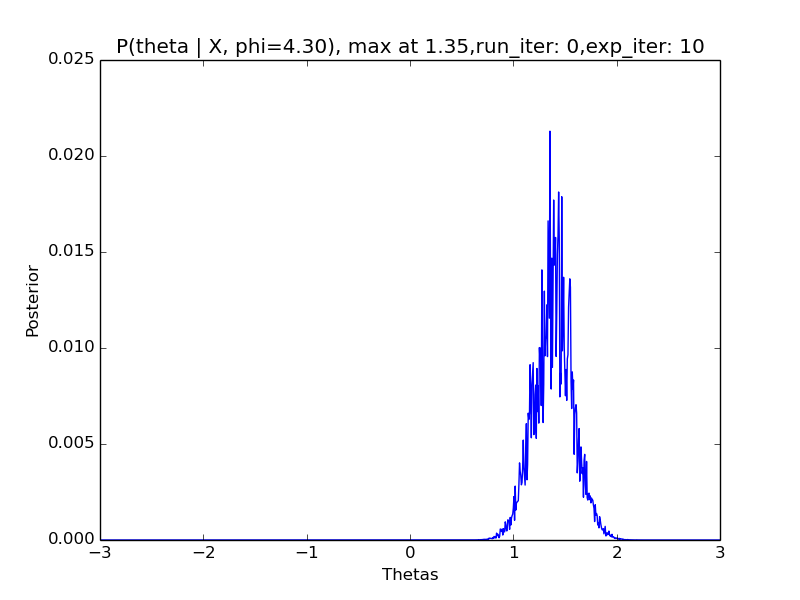 P(theta | X, phi=4.30), max at 1.35,run_iter: 0,exp_iter: 10
0.025
0.020
0.015
0.010
0.005
0.000
Posterior
−3 −2 −1 0 1 2 3
Thetas